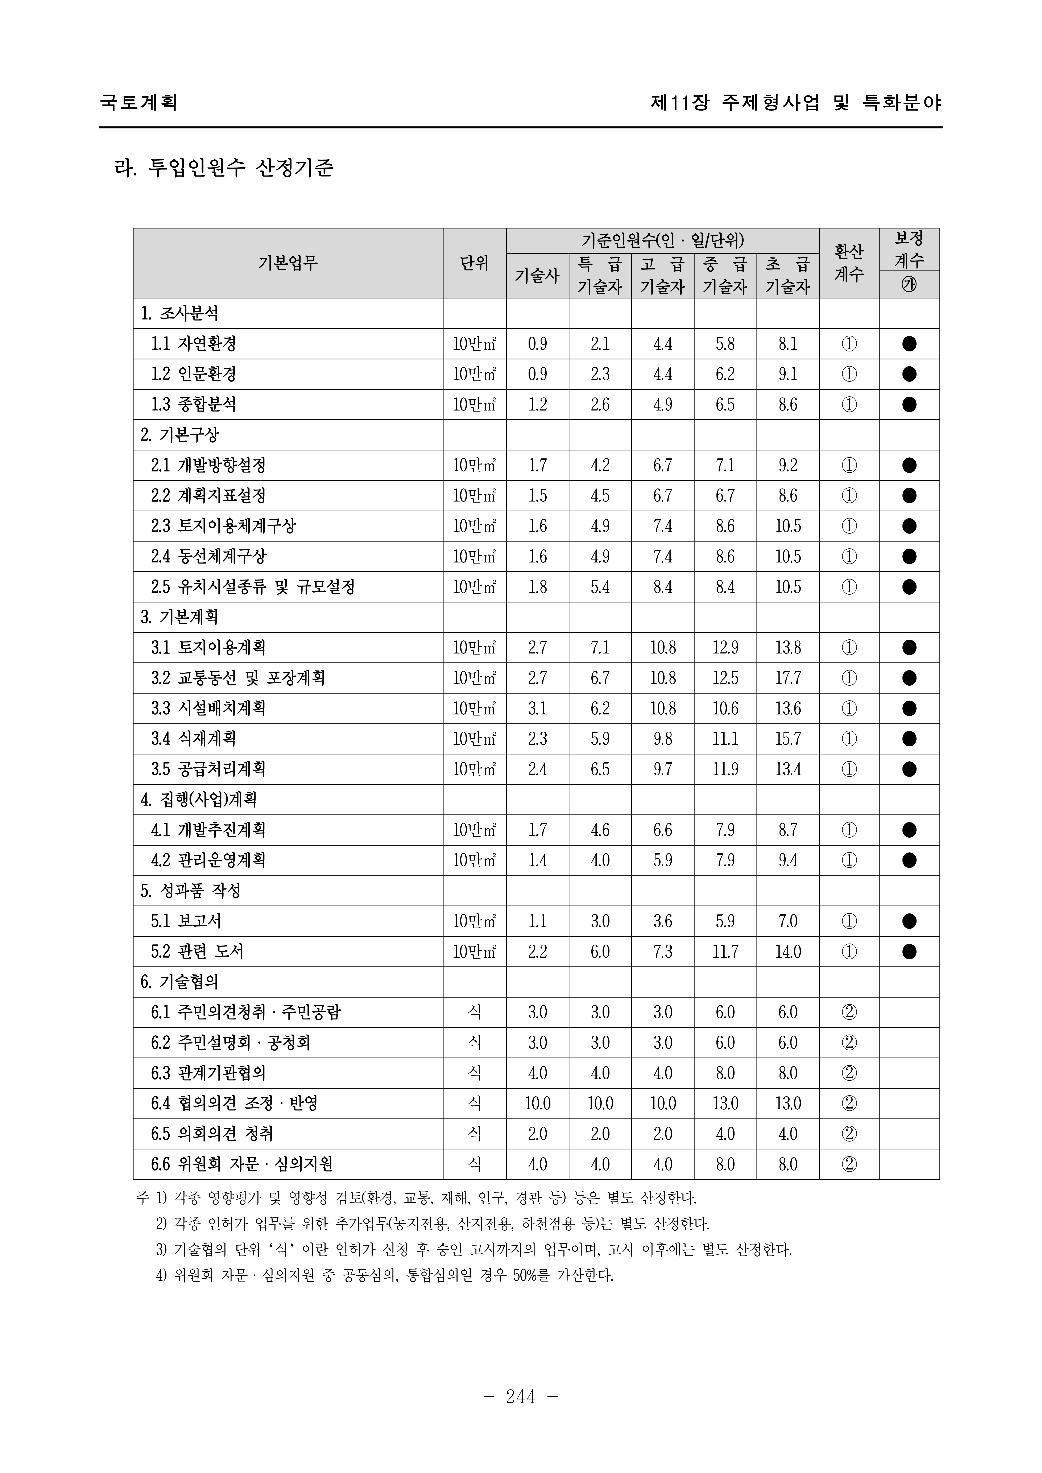 국토계획 제11장 주제형사업 및 특화분야
라. 투입인원수 산정기준
기본업무 단위 기준인원수(인·일/단위) 환산계수 보정계수
기술사 특급기술자 고급기술자 중급기술자 초급기술자 ㉮
1. 조사분석
1.1 자연환경 10만㎡ 0.9 2.1 4.4 5.8 8.1 ① ●
1.2 인문환경 10만㎡ 0.9 2.3 4.4 6.2 9.1 ① ●
1.3 종합분석 10만㎡ 1.2 2.6 4.9 6.5 8.6 ① ●
2. 기본구상
2.1 개발방향설정 10만㎡ 1.7 4.2 6.7 7.1 9.2 ① ●
2.2 계획지표설정 10만㎡ 1.5 4.5 6.7 6.7 8.6 ① ●
2.3 토지이용체계구상 10만㎡ 1.6 4.9 7.4 8.6 10.5 ① ●
2.4 동선체계구상 10만㎡ 1.6 4.9 7.4 8.6 10.5 ① ●
2.5 유치시설종류 및 규모설정 10만㎡ 1.8 5.4 8.4 8.4 10.5 ① ●
3. 기본계획
3.1 토지이용계획 10만㎡ 2.7 7.1 10.8 12.9 13.8 ① ●
3.2 교통동선 및 포장계획 10만㎡ 2.7 6.7 10.8 12.5 17.7 ① ●
3.3 시설배치계획 10만㎡ 3.1 6.2 10.8 10.6 13.6 ① ●
3.4 식재계획 10만㎡ 2.3 5.9 9.8 11.1 15.7 ① ●
3.5 공급처리계획 10만㎡ 2.4 6.5 9.7 11.9 13.4 ① ●
4. 집행(사업)계획
4.1 개발추진계획 10만㎡ 1.7 4.6 6.6 7.9 8.7 ① ●
4.2 관리운영계획 10만㎡ 1.4 4.0 5.9 7.9 9.4 ① ●
5. 성과품 작성
5.1 보고서 10만㎡ 1.1 3.0 3.6 5.9 7.0 ① ●
5.2 관련 도서 10만㎡ 2.2 6.0 7.3 11.7 14.0 ① ●
6. 기술협의
6.1 주민의견청취·주민공람 식 3.0 3.0 3.0 6.0 6.0 ②
6.2 주민설명회·공청회 식 3.0 3.0 3.0 6.0 6.0 ②
6.3 관계기관협의 식 4.0 4.0 4.0 8.0 8.0 ②
6.4 협의의견 조정·반영 식 10.0 10.0 10.0 13.0 13.0 ②
6.5 의회의견 청취 식 2.0 2.0 2.0 4.0 4.0 ②
6.6 위원회 자문·심의지원 식 4.0 4.0 4.0 8.0 8.0 ②
주 1) 각종 영향평가 및 영향성 검토(환경, 교통, 재해, 인구, 경관 등) 등은 별도 산정한다.
2) 각종 인허가 업무를 위한 추가업무(농지전용, 산지전용, 하천점용 등)는 별도 산정한다.
3) 기술협의 단위 ‘식’ 이란 인허가 신청 후 승인 고시까지의 업무이며, 고시 이후에는 별도 산정한다.
4) 위원회 자문·심의지원 중 공동심의, 통합심의일 경우 50%를 가산한다.
- 244 -